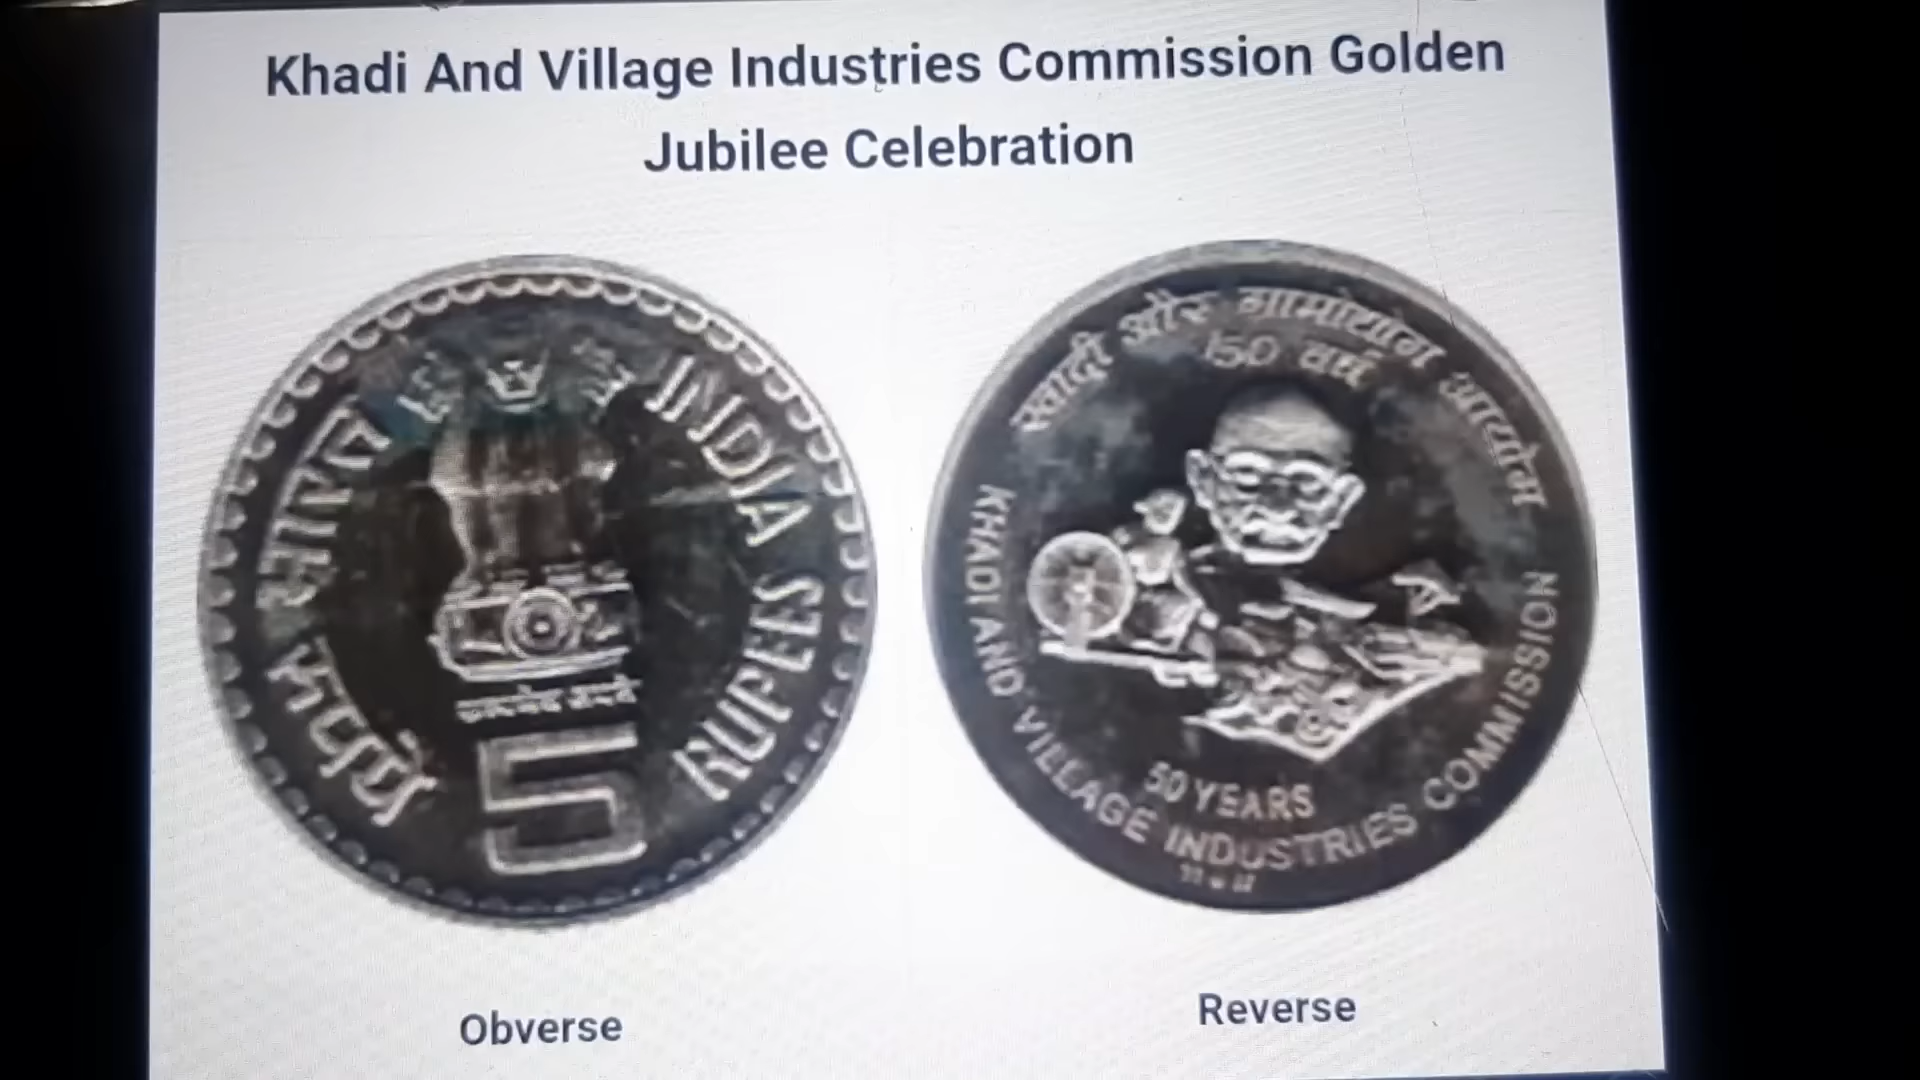 Khadi And Village Industries Commission Golden
Jubilee Celebration
भारत INDIA
रुपये RUPEES
सत्यमेव जयते
5
खादी और ग्रामोद्योग आयोग
50 वर्ष
50 YEARS
KHADI AND VILLAGE INDUSTRIES COMMISSION
Obverse
Reverse